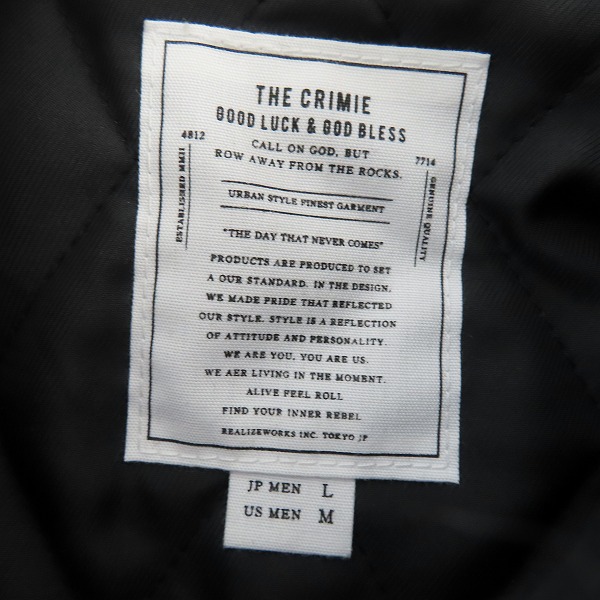 THE CRIMIE
GOOD LUCK & GOD BLESS
4812
CALL ON GOD, BUT
7714
ROW AWAY FROM THE ROCKS.
ESTABLISHED MMII
URBAN STYLE FINEST GARMENT
GENUINE QUALITY
"THE DAY THAT NEVER COMES"
PRODUCTS ARE PRODUCED TO SET
A OUR STANDARD. IN THE DESIGN.
WE MADE PRIDE THAT REFLECTED
OUR STYLE. STYLE IS A REFLECTION
OF ATTITUDE AND PERSONALITY.
WE ARE YOU, YOU ARE US.
WE AER LIVING IN THE MOMENT.
ALIVE FEEL ROLL
FIND YOUR INNER REBEL
REALIZEWORKS INC. TOKYO JP
JP MEN L
US MEN M